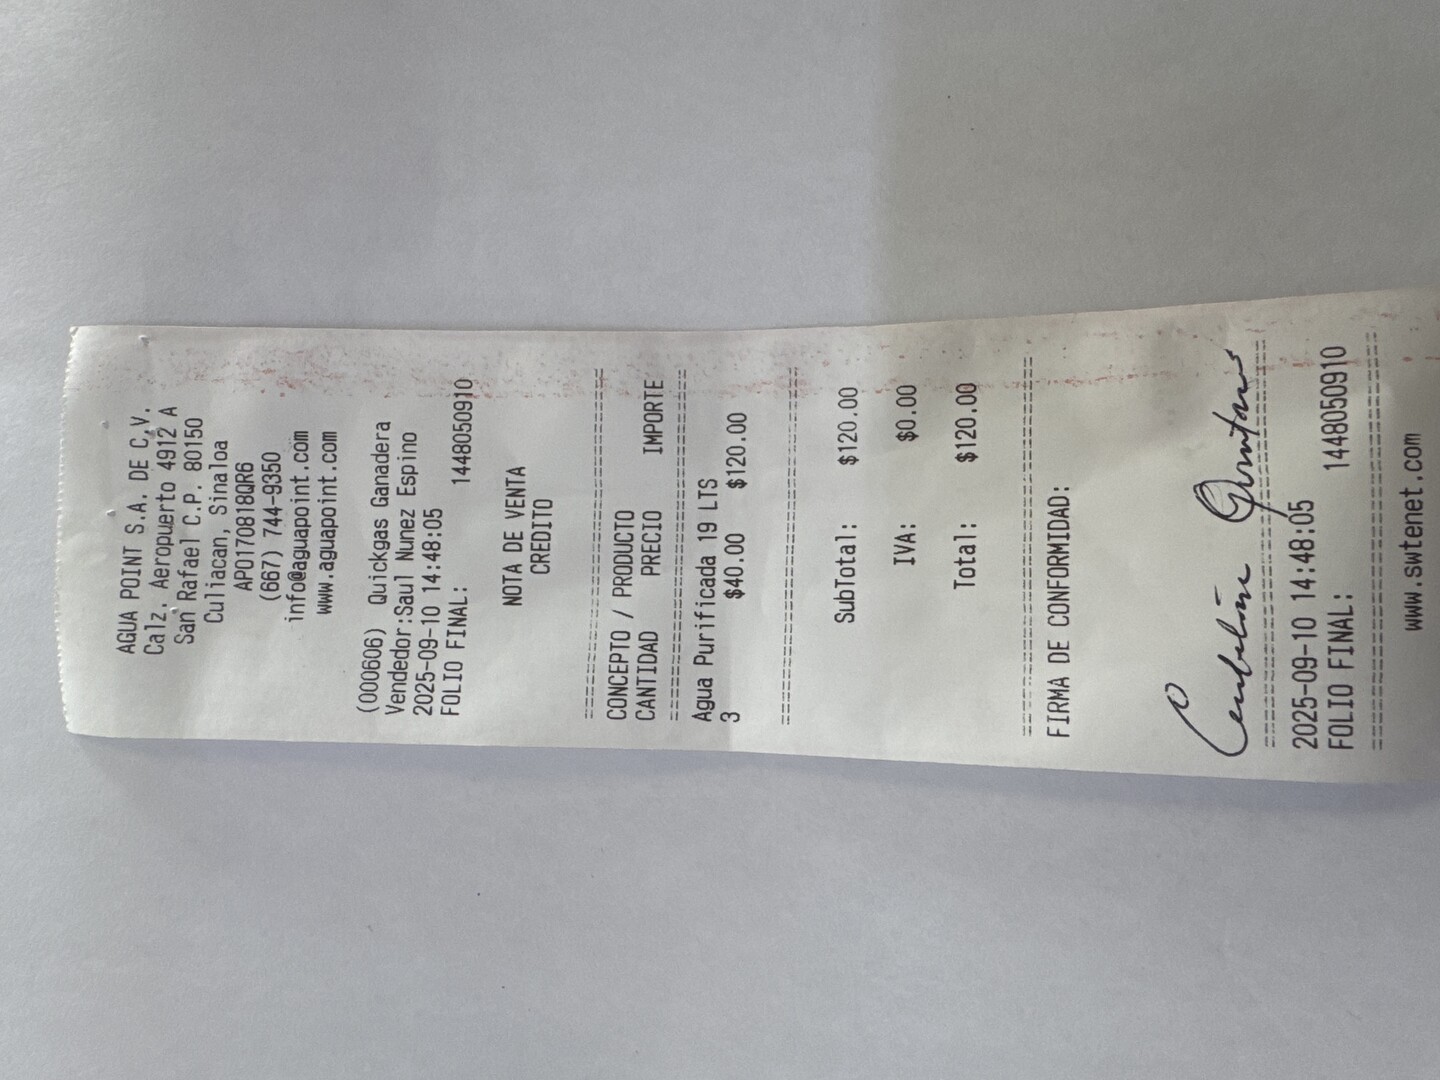 AGUA POINT S.A. DE C.V.
Calz. Aeropuerto 4912 A
San Rafael C.P. 80150
Culiacan, Sinaloa
APO170818QR6
(667) 744-9350
info@aguapoint.com
www.aguapoint.com
(000606) Quickgas Ganadera
Vendedor:Saul Nunez Espino
2025-09-10 14:48:05
FOLIO FINAL: 1448050910
NOTA DE VENTA
CREDITO
CONCEPTO / PRODUCTO
CANTIDAD PRECIO IMPORTE
Agua Purificada 19 LTS
3 $40.00 $120.00
SubTotal: $120.00
IVA: $0.00
Total: $120.00
FIRMA DE CONFORMIDAD:
2025-09-10 14:48:05
FOLIO FINAL: 1448050910
www.swtenet.com